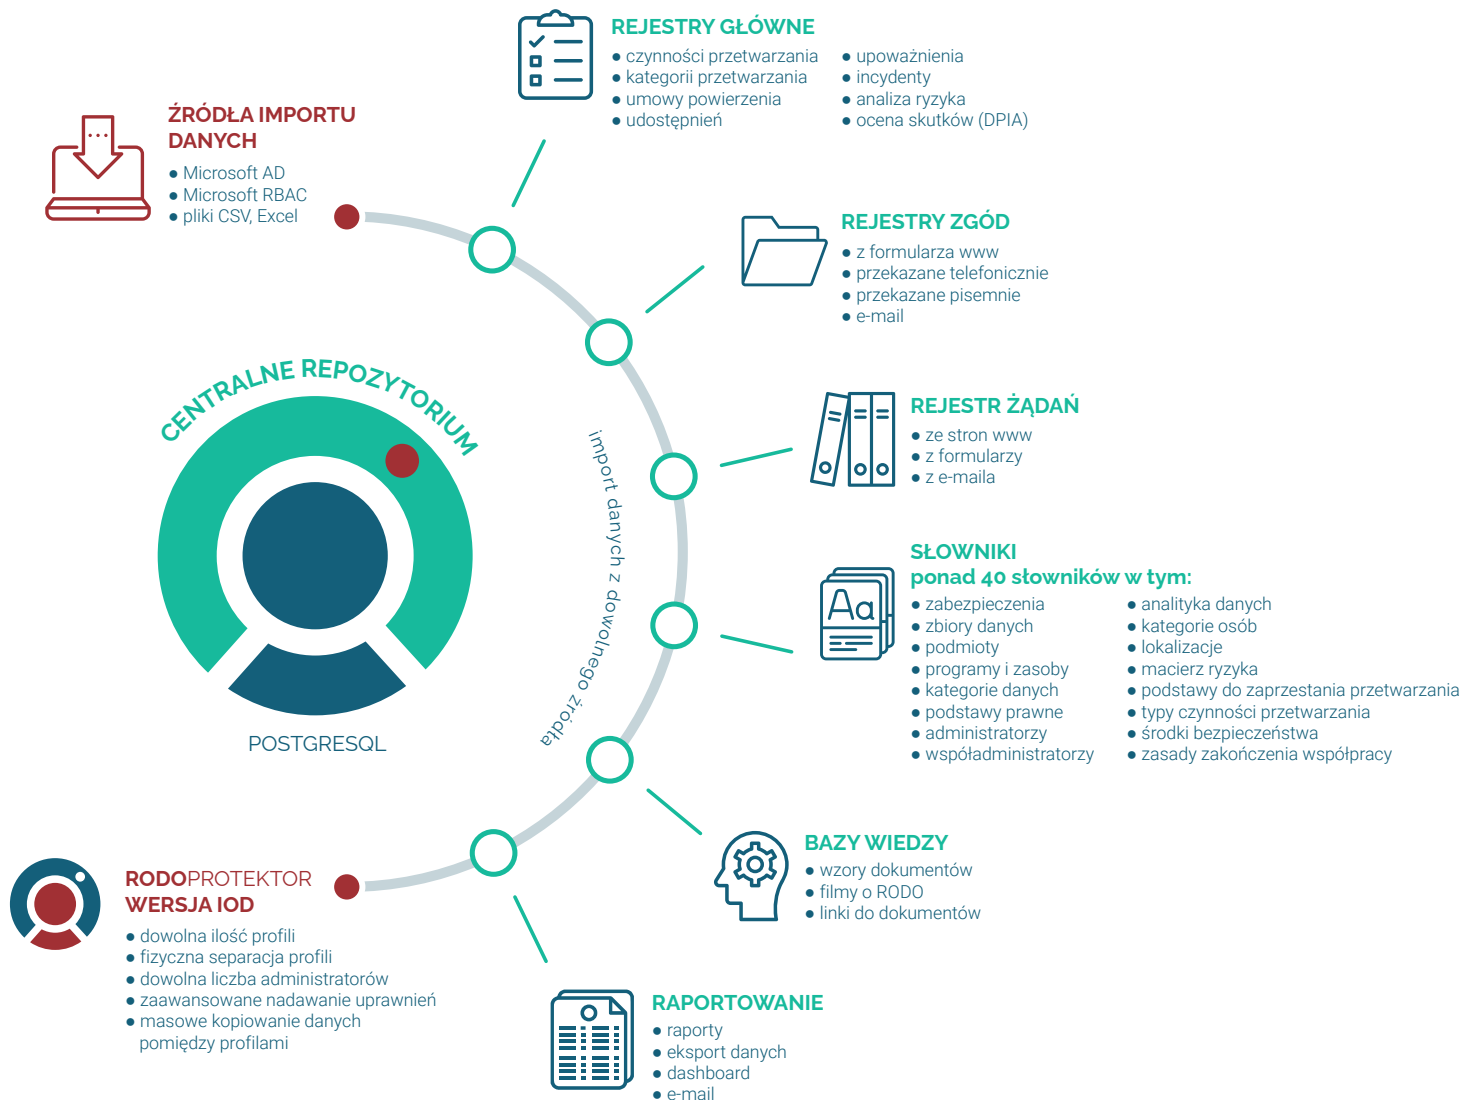 REJESTRY GŁÓWNE
● czynności przetwarzania
● kategorii przetwarzania
● umowy powierzenia
● udostępnień
● upoważnienia
● incydenty
● analiza ryzyka
● ocena skutków (DPIA)
ŹRÓDŁA IMPORTU
DANYCH
● Microsoft AD
● Microsoft RBAC
● pliki CSV, Excel
REJESTRY ZGÓD
● z formularza www
● przekazane telefonicznie
● przekazane pisemnie
● e-mail
CENTRALNE REPOZYTORIUM
POSTGRESQL
import danych z dowolnego źródła
REJESTR ŻĄDAŃ
● ze stron www
● z formularzy
● z e-maila
SŁOWNIKI
ponad 40 słowników w tym:
Aa
● zabezpieczenia
● zbiory danych
● podmioty
● programy i zasoby
● kategorie danych
● podstawy prawne
● administratorzy
● współadministratorzy
● analityka danych
● kategorie osób
● lokalizacje
● macierz ryzyka
● podstawy do zaprzestania przetwarzania
● typy czynności przetwarzania
● środki bezpieczeństwa
● zasady zakończenia współpracy
BAZY WIEDZY
● wzory dokumentów
● filmy o RODO
● linki do dokumentów
RODOPROTEKTOR
WERSJA IOD
● dowolna ilość profili
● fizyczna separacja profili
● dowolna liczba administratorów
● zaawansowane nadawanie uprawnień
● masowe kopiowanie danych
pomiędzy profilami
RAPORTOWANIE
● raporty
● eksport danych
● dashboard
● e-mail